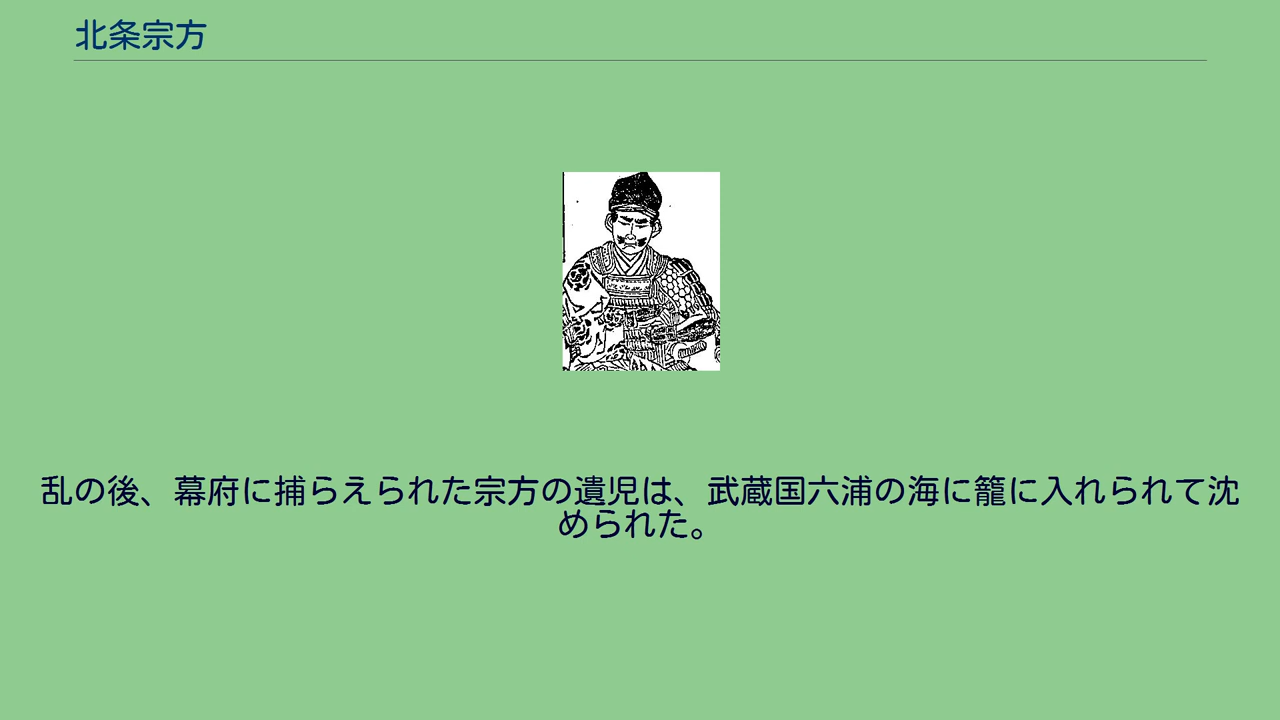 北条宗方
乱の後、幕府に捕らえられた宗方の遺児は、武蔵国六浦の海に籠に入れられて沈
められた。